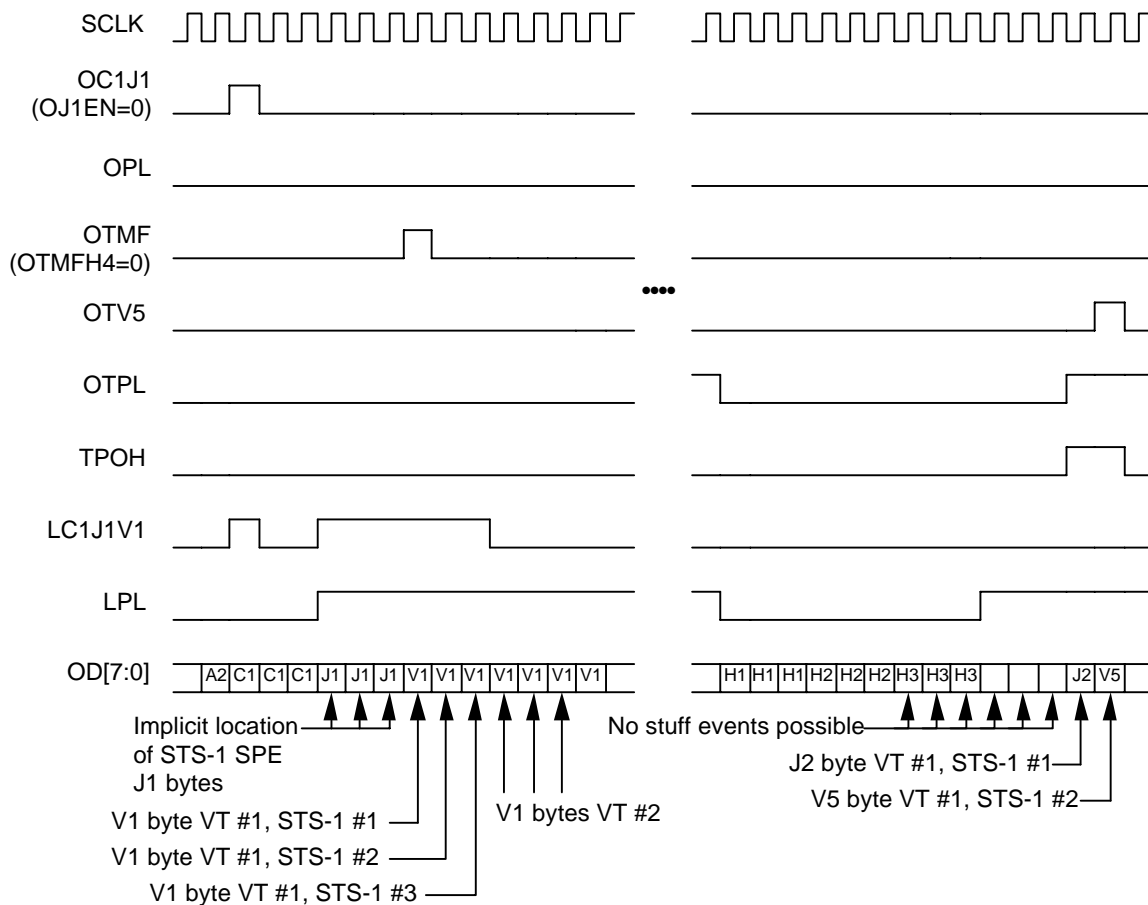 SCLK
OC1J1
(OJ1EN=0)
OPL
OTMF
(OTMFH4=0)
OTV5
OTPL
TPOH
LC1J1V1
LPL
OD[7:0]
A2 C1 C1 C1 J1 J1 J1 V1 V1 V1 V1 V1 V1 V1
H1 H1 H1 H2 H2 H2 H3 H3 H3 J2 V5
Implicit location
of STS-1 SPE
J1 bytes
V1 byte VT #1, STS-1 #1
V1 byte VT #1, STS-1 #2
V1 byte VT #1, STS-1 #3
V1 bytes VT #2
No stuff events possible
J2 byte VT #1, STS-1 #1
V5 byte VT #1, STS-1 #2